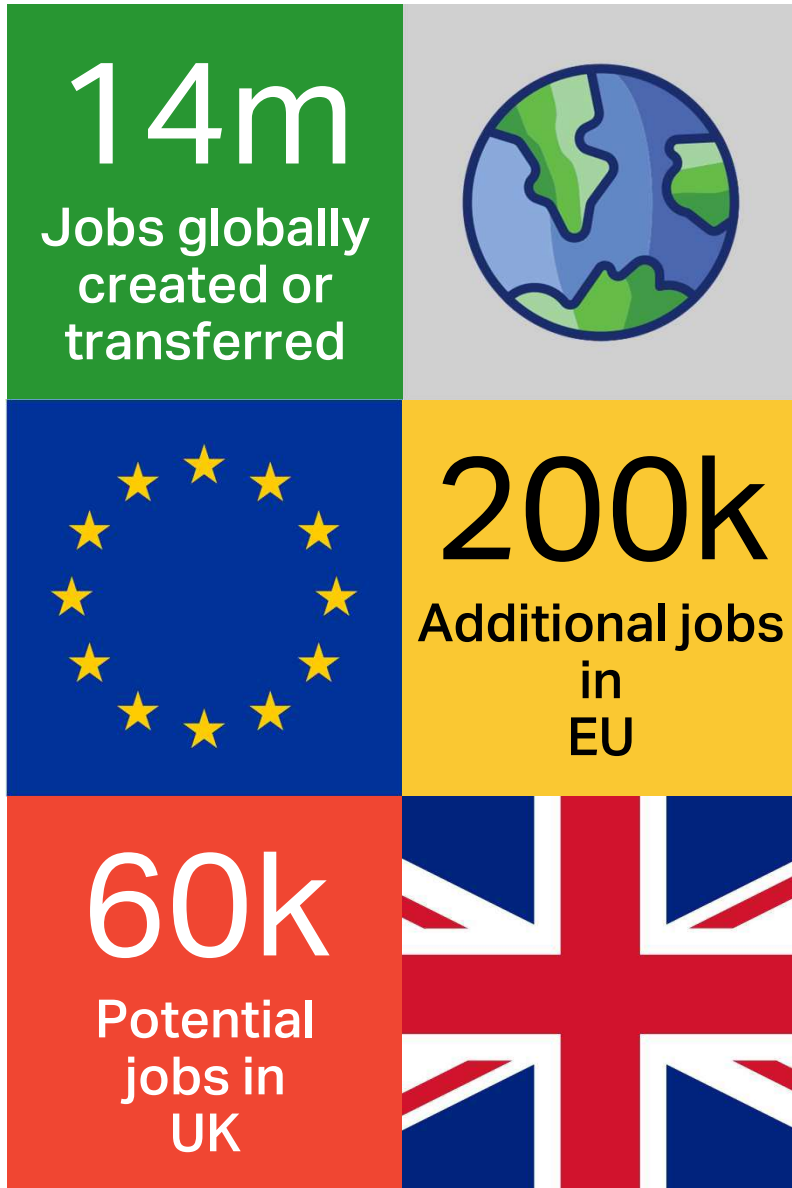 14m
Jobs globally
created or
transferred
200k
Additional jobs
in
EU
60k
Potential
jobs in
UK